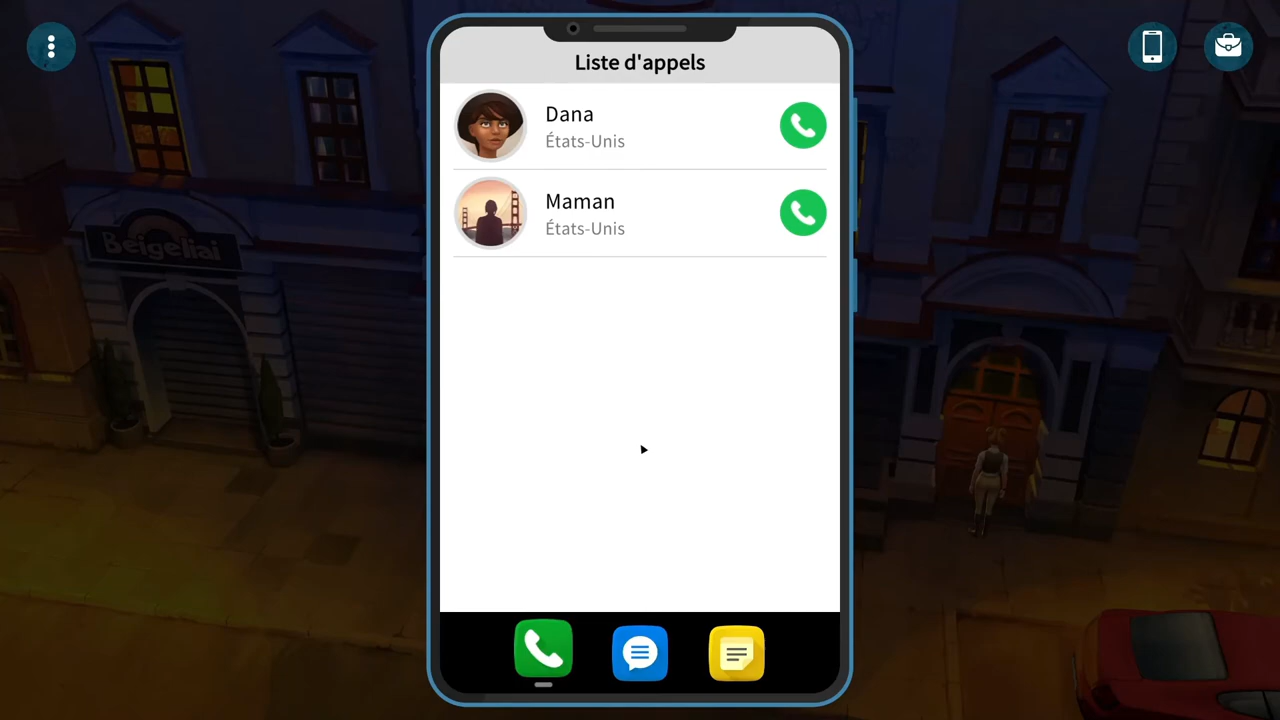 Liste d'appels
Dana
États-Unis
Maman
États-Unis
Beigeliai